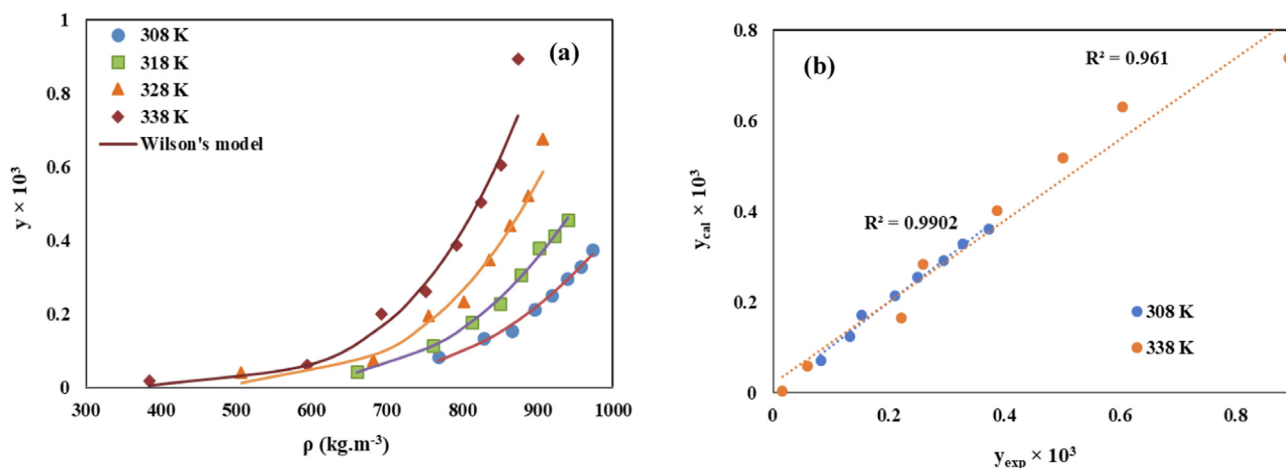 (a)
308 K
318 K
328 K
338 K
Wilson's model
y × 10³
1
0.8
0.6
0.4
0.2
0
300 400 500 600 700 800 900 1000
ρ (kg.m⁻³)
(b)
R² = 0.961
R² = 0.9902
308 K
338 K
y_cal × 10³
0.8
0.6
0.4
0.2
0
0 0.2 0.4 0.6 0.8
y_exp × 10³